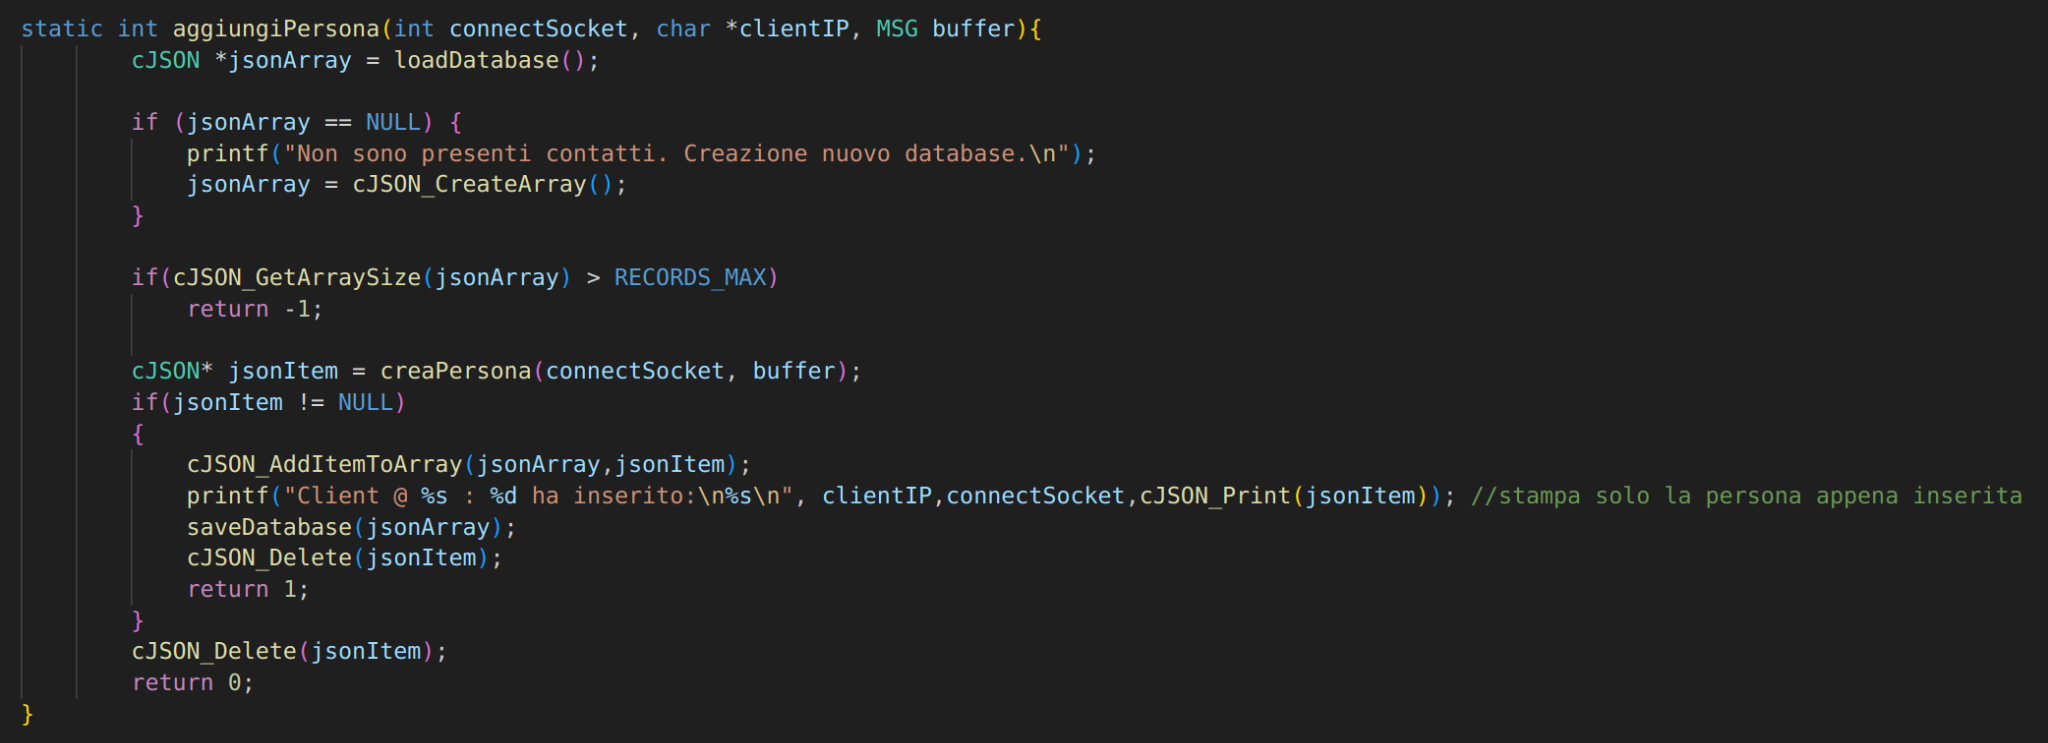 static int aggiungiPersona(int connectSocket, char *clientIP, MSG buffer){
cJSON *jsonArray = loadDatabase();
if (jsonArray == NULL) {
printf("Non sono presenti contatti. Creazione nuovo database.\n");
jsonArray = cJSON_CreateArray();
}
if(cJSON_GetArraySize(jsonArray) > RECORDS_MAX)
return -1;
cJSON* jsonItem = creaPersona(connectSocket, buffer);
if(jsonItem != NULL)
{
cJSON_AddItemToArray(jsonArray,jsonItem);
printf("Client @ %s : %d ha inserito:\n%s\n", clientIP,connectSocket,cJSON_Print(jsonItem)); //stampa solo la persona appena inserita
saveDatabase(jsonArray);
cJSON_Delete(jsonItem);
return 1;
}
cJSON_Delete(jsonItem);
return 0;
}